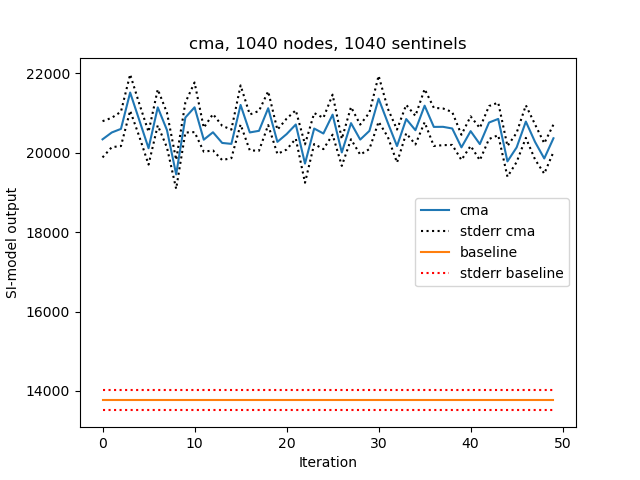 cma, 1040 nodes, 1040 sentinels
22000
20000
18000
16000
14000
SI-model output
cma
stderr cma
baseline
stderr baseline
0 10 20 30 40 50
Iteration